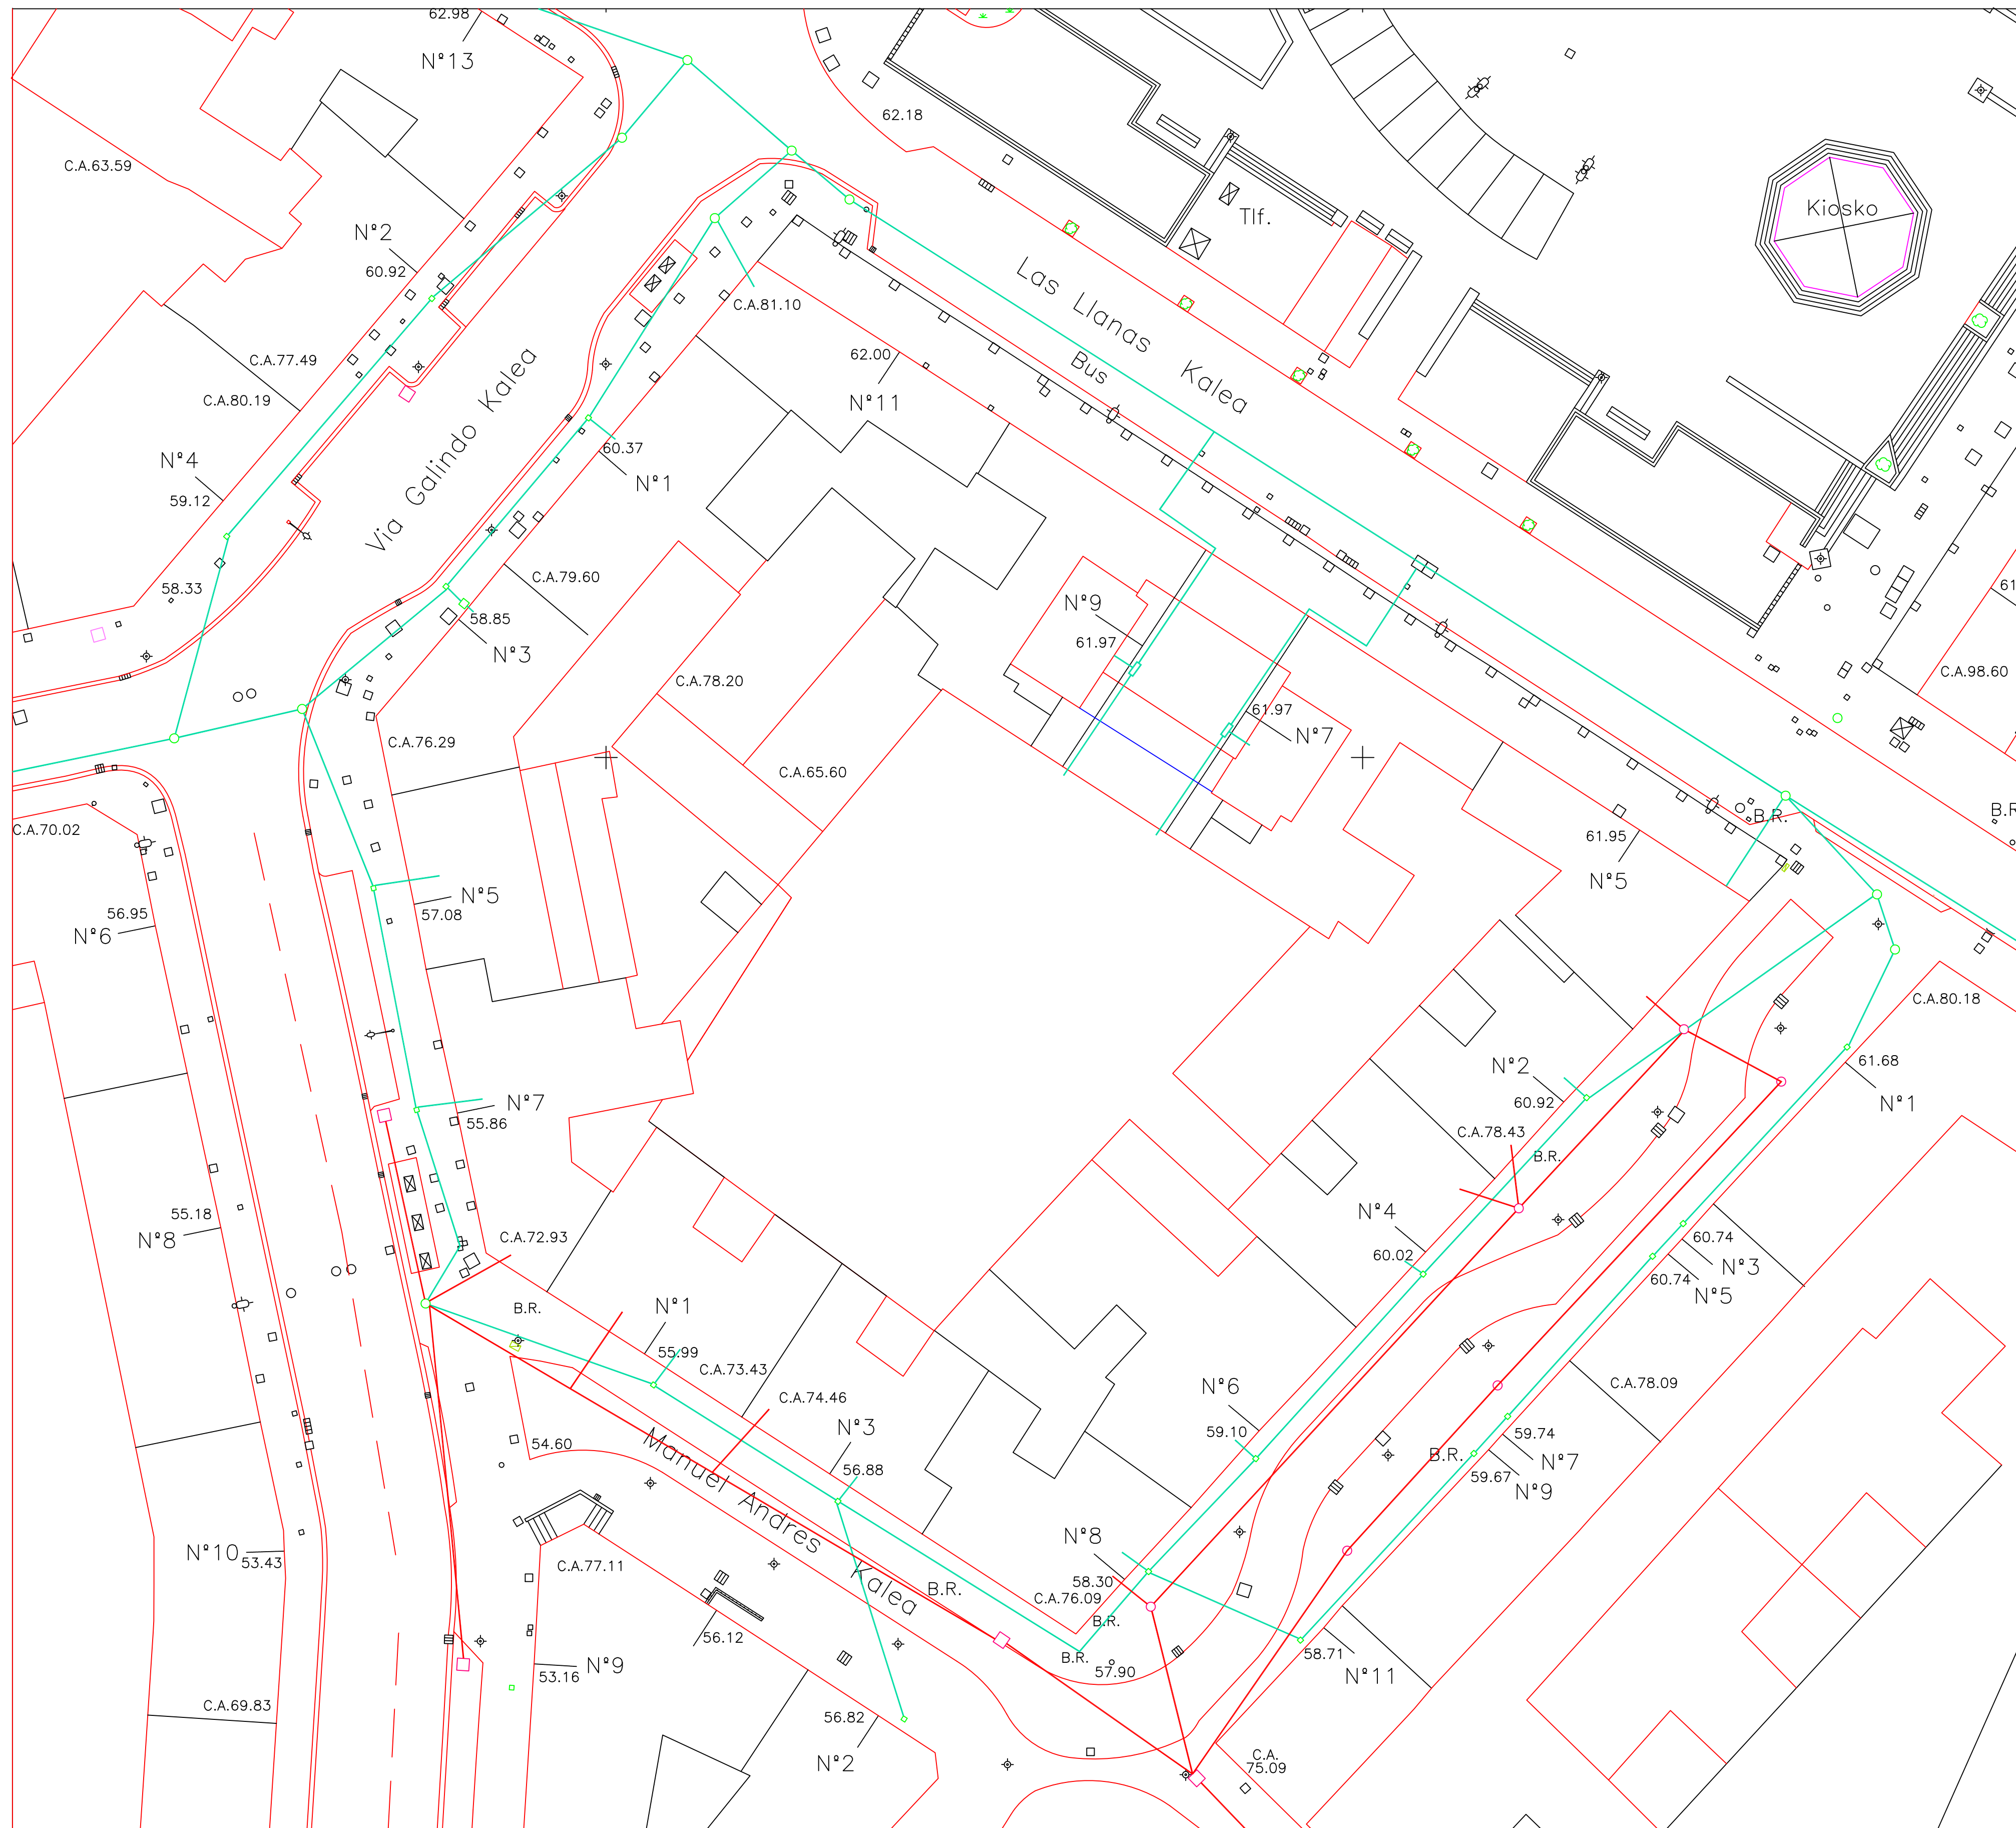 62.98
N°13
62.18
C.A.63.59
Kiosko
Tlf.
N°2
60.92
Las Llanas Kalea
C.A.81.10
C.A.77.49
62.00
Bus
C.A.80.19
N°11
Via Galindo Kalea
60.37
N°4
N°1
59.12
C.A.79.60
58.33
N°9
58.85
61.97
N°3
C.A.98.60
C.A.78.20
61.97
N°7
C.A.76.29
C.A.65.60
B.R.
C.A.70.02
61.95
N°5
N°5
56.95
57.08
N°6
C.A.80.18
61.68
N°2
60.92
N°1
N°7
55.86
C.A.78.43
B.R.
55.18
N°4
C.A.72.93
60.74
N°8
60.02
N°3
60.74
N°5
B.R.
N°1
55.99
C.A.73.43
C.A.78.09
C.A.74.46
N°6
N°3
59.10
59.74
54.60
Manuel Andres Kalea
B.R.
N°7
56.88
59.67
N°9
N°8
N°10
53.43
C.A.77.11
58.30
B.R.
C.A.76.09
B.R.
56.12
B.R.
58.71
57.90
N°9
53.16
N°11
C.A.69.83
56.82
N°2
C.A.
75.09